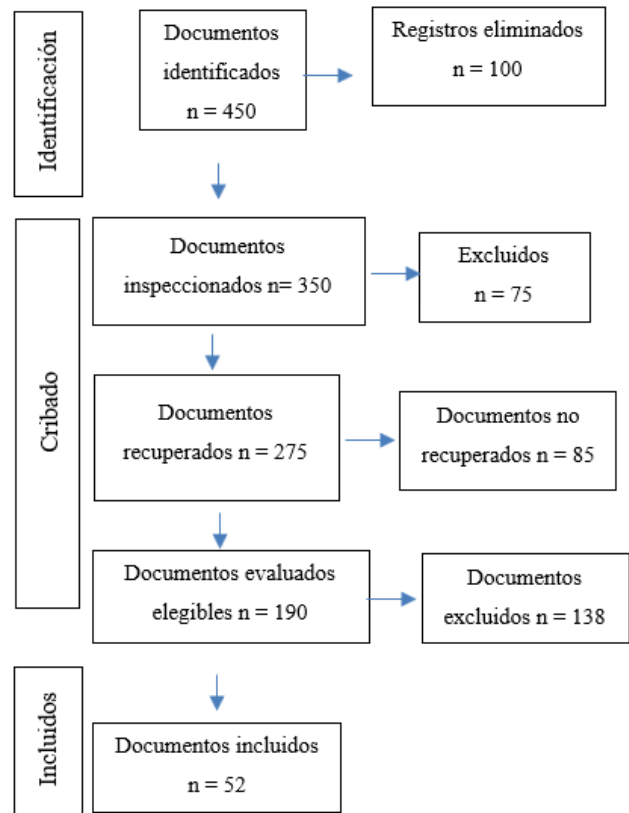 Identificación
Documentos
identificados
n = 450
Registros eliminados
n = 100
Cribado
Documentos
inspeccionados n= 350
Excluidos
n = 75
Documentos
recuperados n = 275
Documentos no
recuperados n = 85
Documentos evaluados
elegibles n = 190
Documentos
excluidos n = 138
Incluidos
Documentos incluidos
n = 52